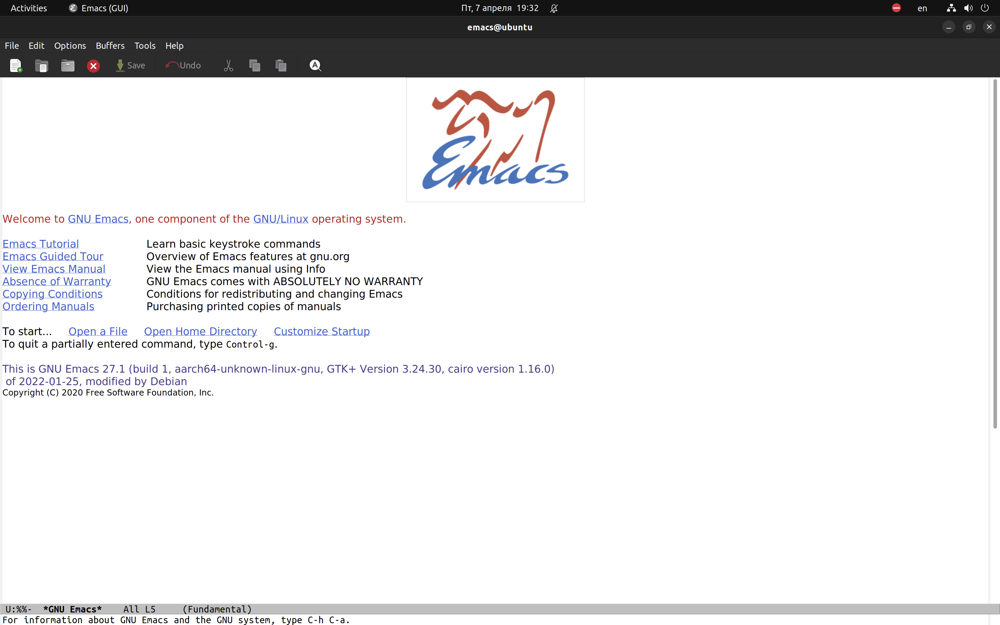 Activities Emacs (GUI) Пт, 7 апреля 19:32 en
emacs@ubuntu
File Edit Options Buffers Tools Help
Save Undo
Emacs
Welcome to GNU Emacs, one component of the GNU/Linux operating system.
Emacs Tutorial Learn basic keystroke commands
Emacs Guided Tour Overview of Emacs features at gnu.org
View Emacs Manual View the Emacs manual using Info
Absence of Warranty GNU Emacs comes with ABSOLUTELY NO WARRANTY
Copying Conditions Conditions for redistributing and changing Emacs
Ordering Manuals Purchasing printed copies of manuals
To start... Open a File Open Home Directory Customize Startup
To quit a partially entered command, type Control-g.
This is GNU Emacs 27.1 (build 1, aarch64-unknown-linux-gnu, GTK+ Version 3.24.30, cairo version 1.16.0)
of 2022-01-25, modified by Debian
Copyright (C) 2020 Free Software Foundation, Inc.
U:%%- *GNU Emacs* All L5 (Fundamental)
For information about GNU Emacs and the GNU system, type C-h C-a.